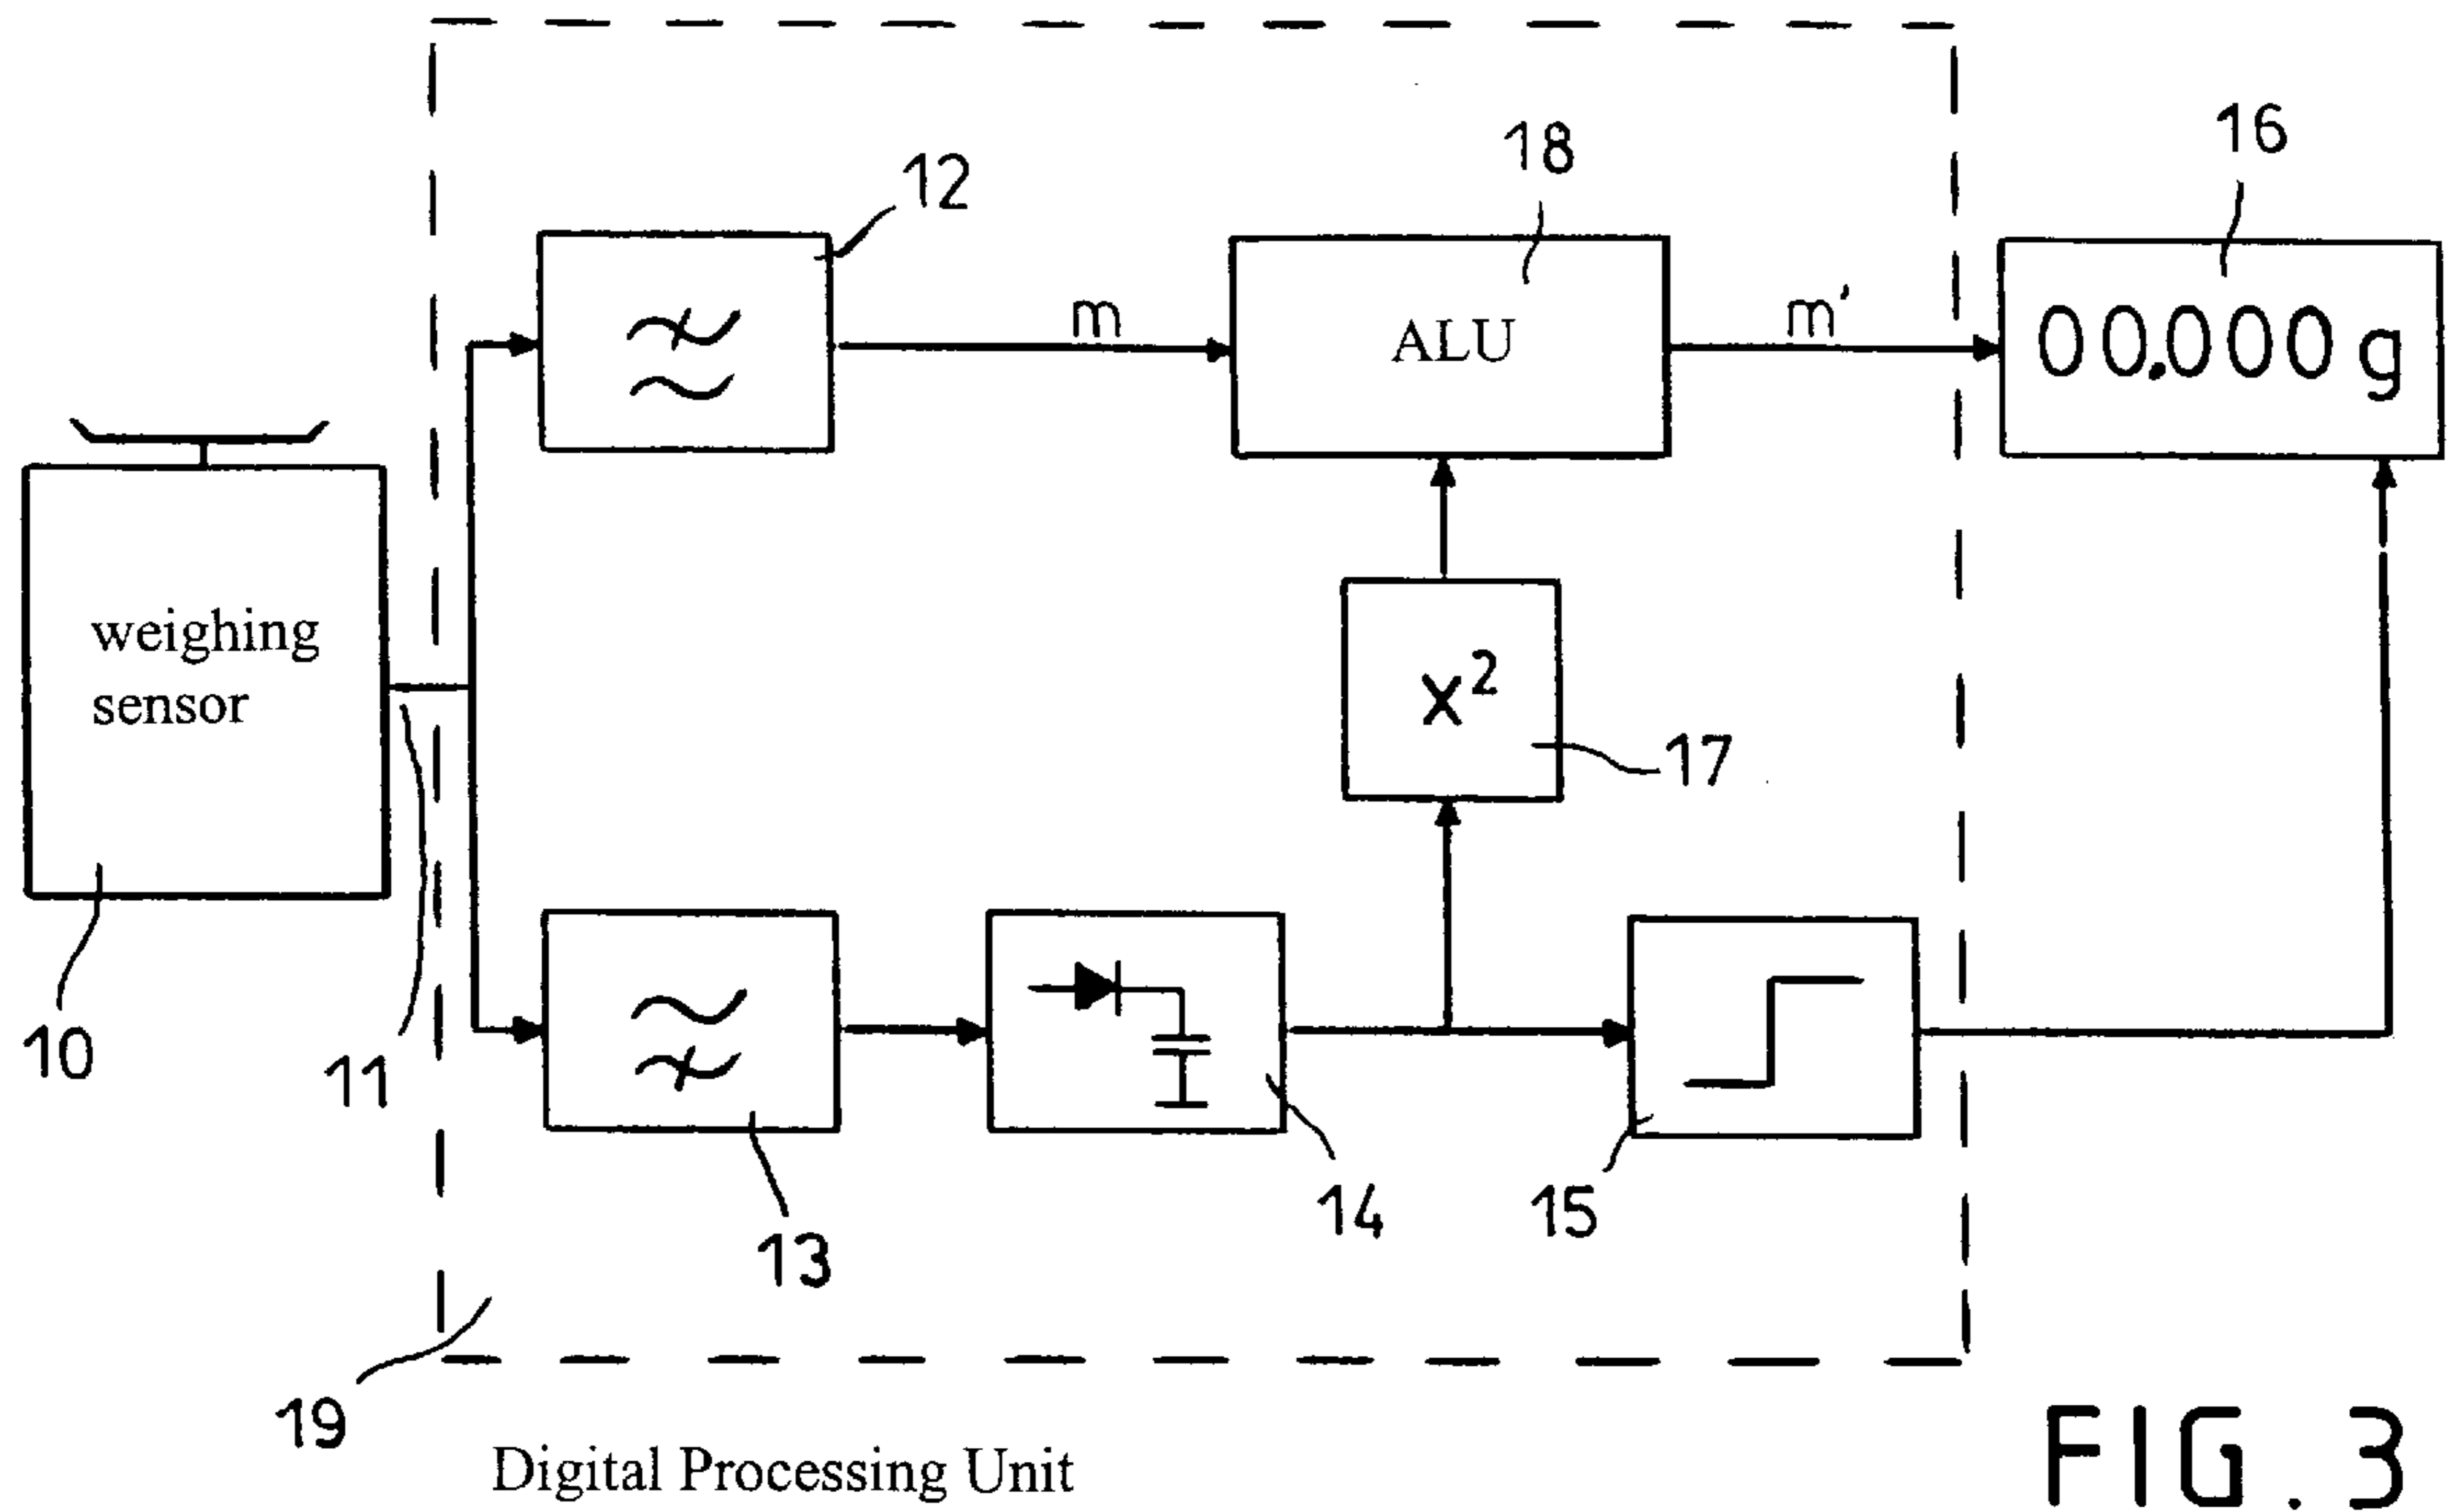 12
18
16
m
ALU
m'
00.000 g
weighing
sensor
x²
17
10
11
13
14
15
19
Digital Processing Unit
FIG. 3